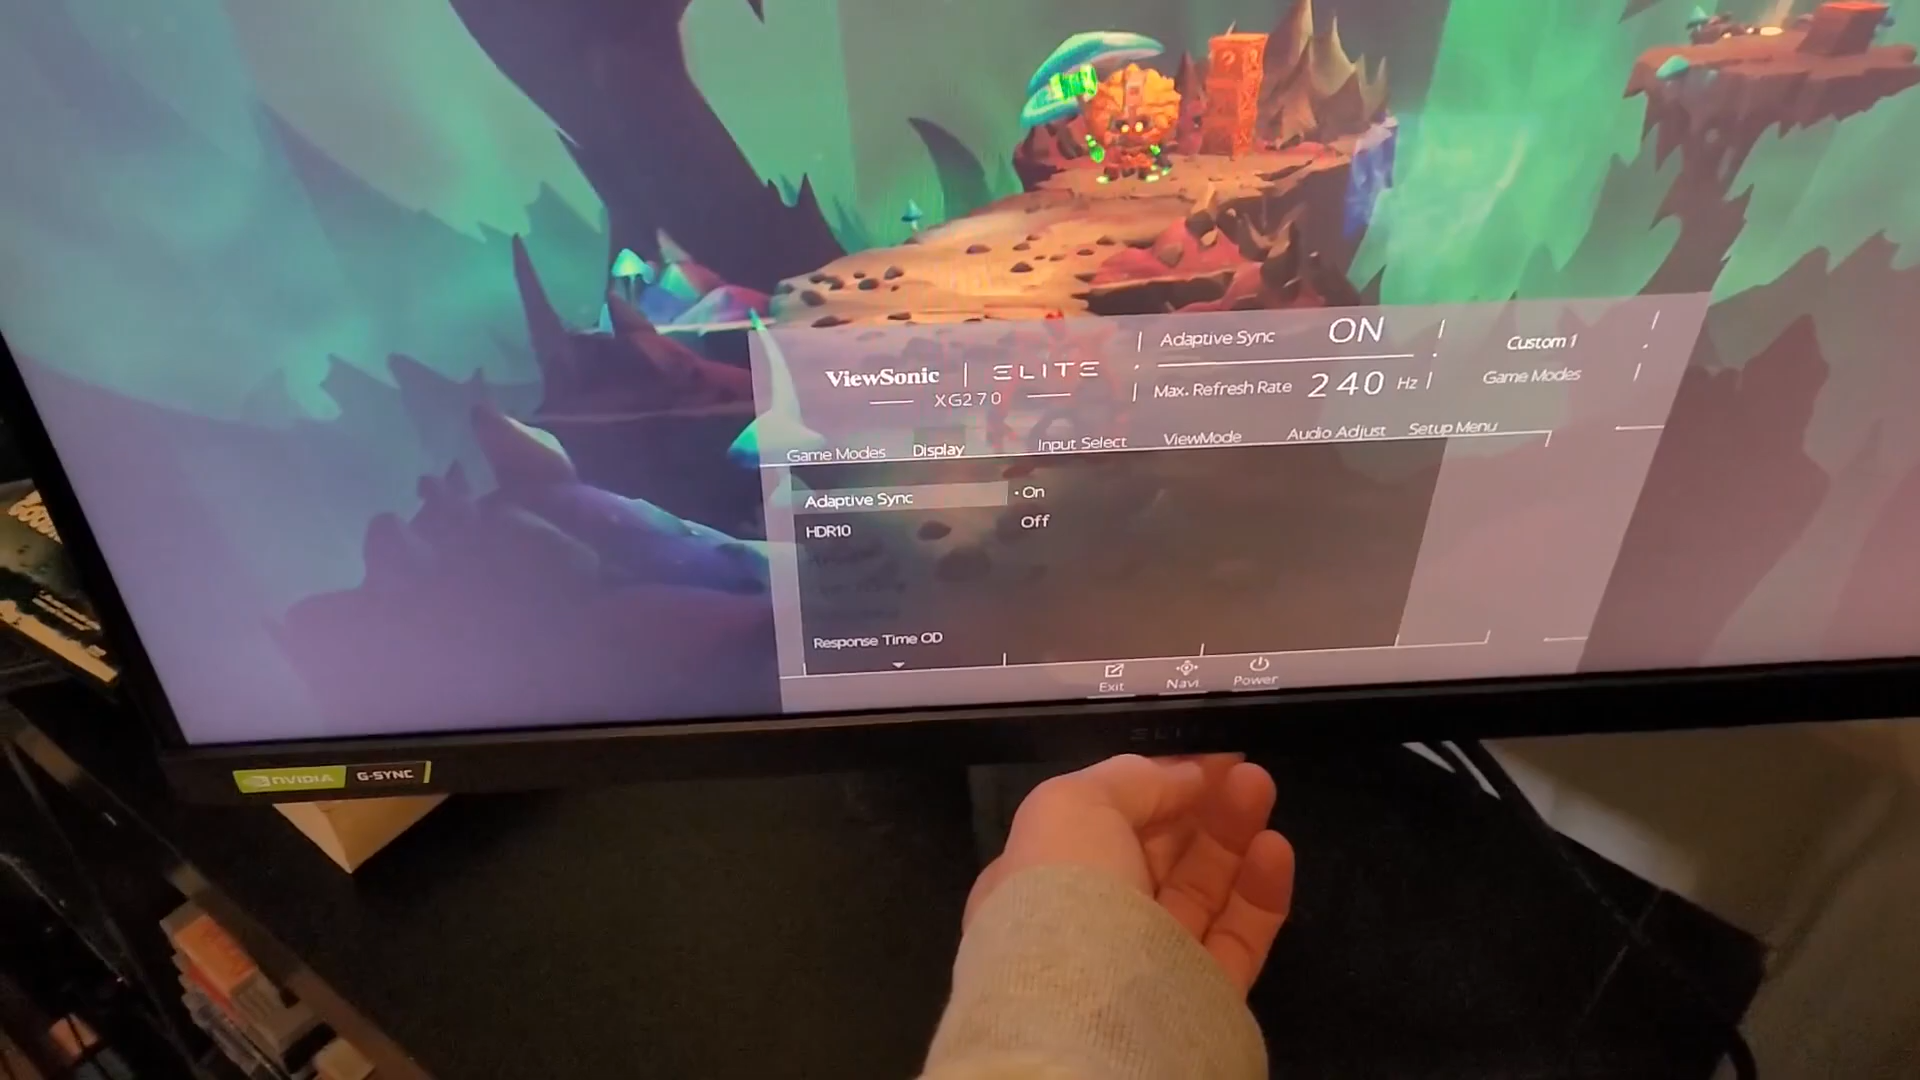 Adaptive Sync ON
Custom 1
ViewSonic | ELITE
XG270
Max. Refresh Rate 240 Hz
Game Modes
Game Modes Display Input Select ViewMode Audio Adjust Setup Menu
Adaptive Sync • On
HDR10 Off
Response Time OD
Exit Navi Power
ELITE
NVIDIA G-SYNC